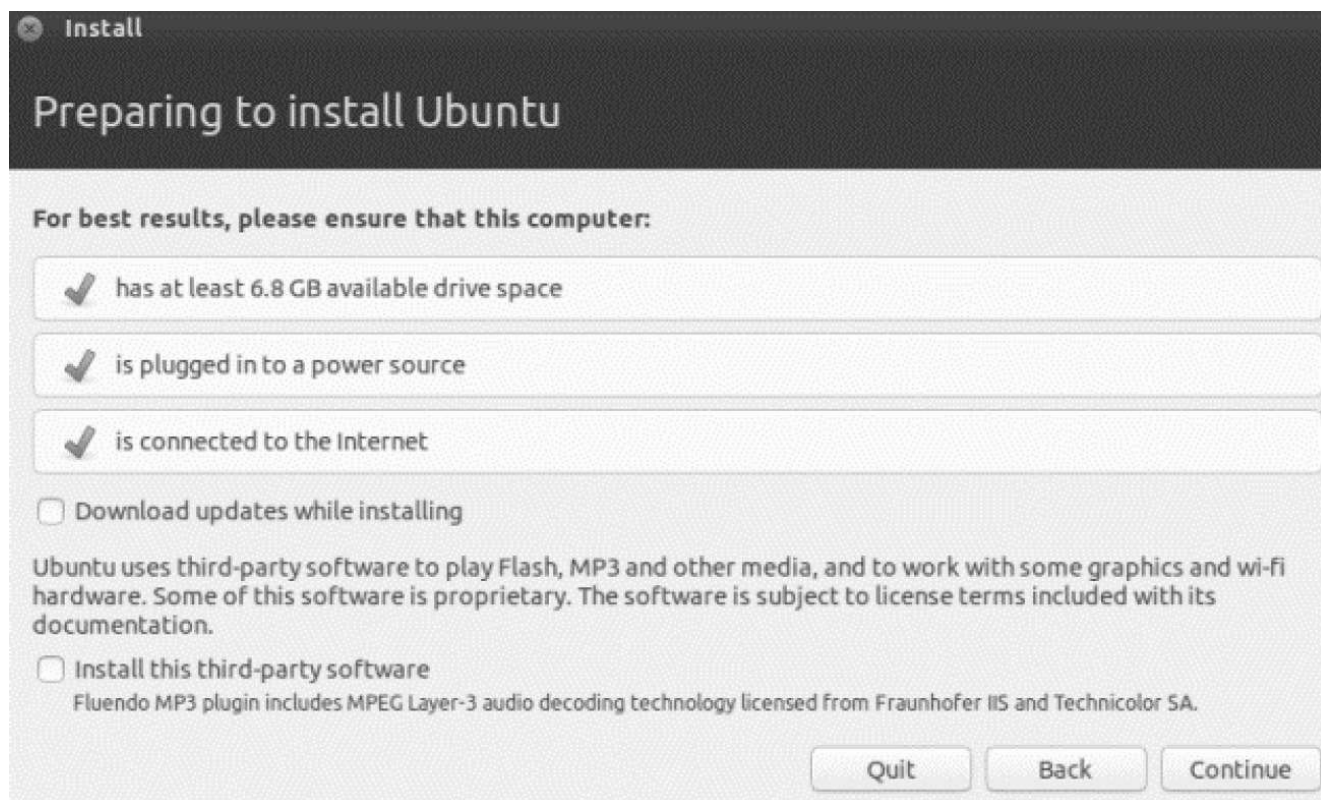 Install
Preparing to install Ubuntu
For best results, please ensure that this computer:
has at least 6.8 GB available drive space
is plugged in to a power source
is connected to the Internet
Download updates while installing
Ubuntu uses third-party software to play Flash, MP3 and other media, and to work with some graphics and wi-fi
hardware. Some of this software is proprietary. The software is subject to license terms included with its
documentation.
Install this third-party software
Fluendo MP3 plugin includes MPEG Layer-3 audio decoding technology licensed from Fraunhofer IIS and Technicolor SA.
Quit Back Continue